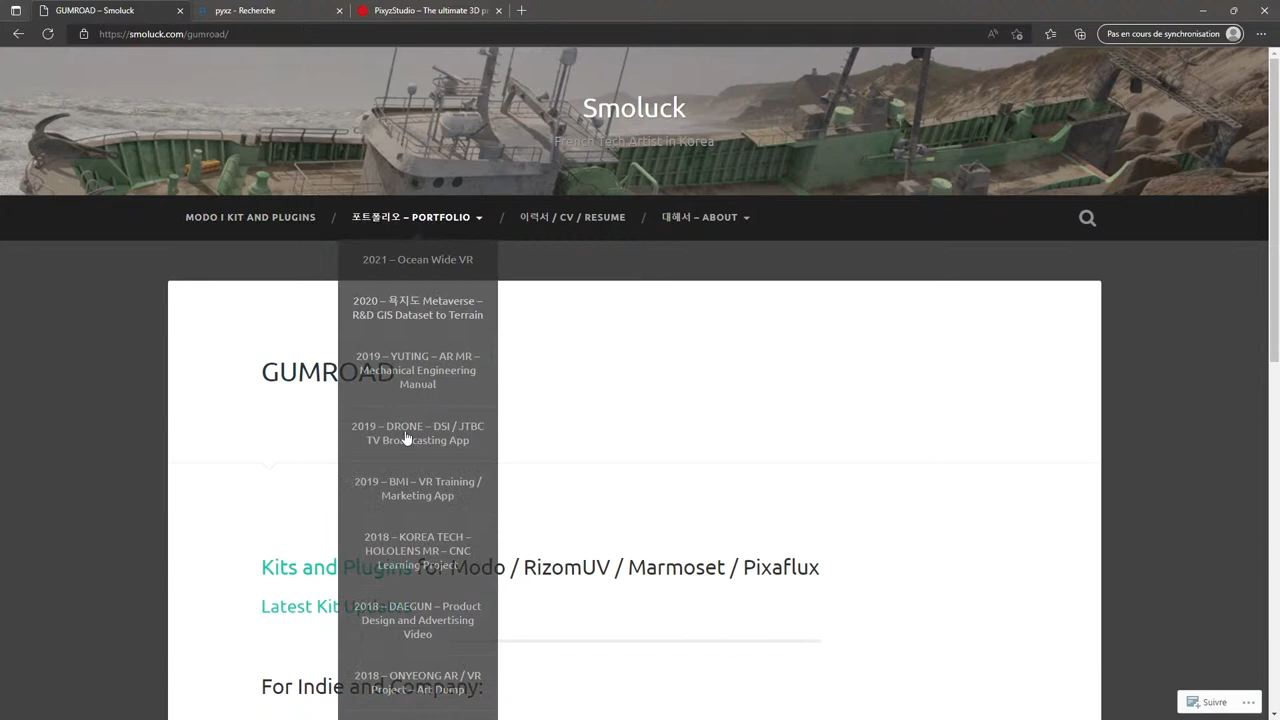 GUMROAD – Smoluck
pyxz - Recherche
PixyzStudio – The ultimate 3D p
https://smoluck.com/gumroad/
Pas en cours de synchronisation
Smoluck
French Tech Artist in Korea
MODO I KIT AND PLUGINS / 포트폴리오 – PORTFOLIO / 이력서 / CV / RESUME / 대해서 – ABOUT
2021 – Ocean Wide VR
2020 – 욕지도 Metaverse –
R&D GIS Dataset to Terrain
2019 – YUTING – AR MR –
Mechanical Engineering
Manual
GUMROAD
2019 – DRONE – DSI / JTBC
TV Broadcasting App
2019 – BMI – VR Training /
Marketing App
2018 – KOREA TECH –
HOLOLENS MR – CNC
Learning Project
Kits and Plugins for Modo / RizomUV / Marmoset / Pixaflux
2018 – DAEGUN – Product
Design and Advertising
Video
Latest Kit
2018 – ONYEONG AR / VR
Project – Art Dump
For Indie and Company:
Suivre